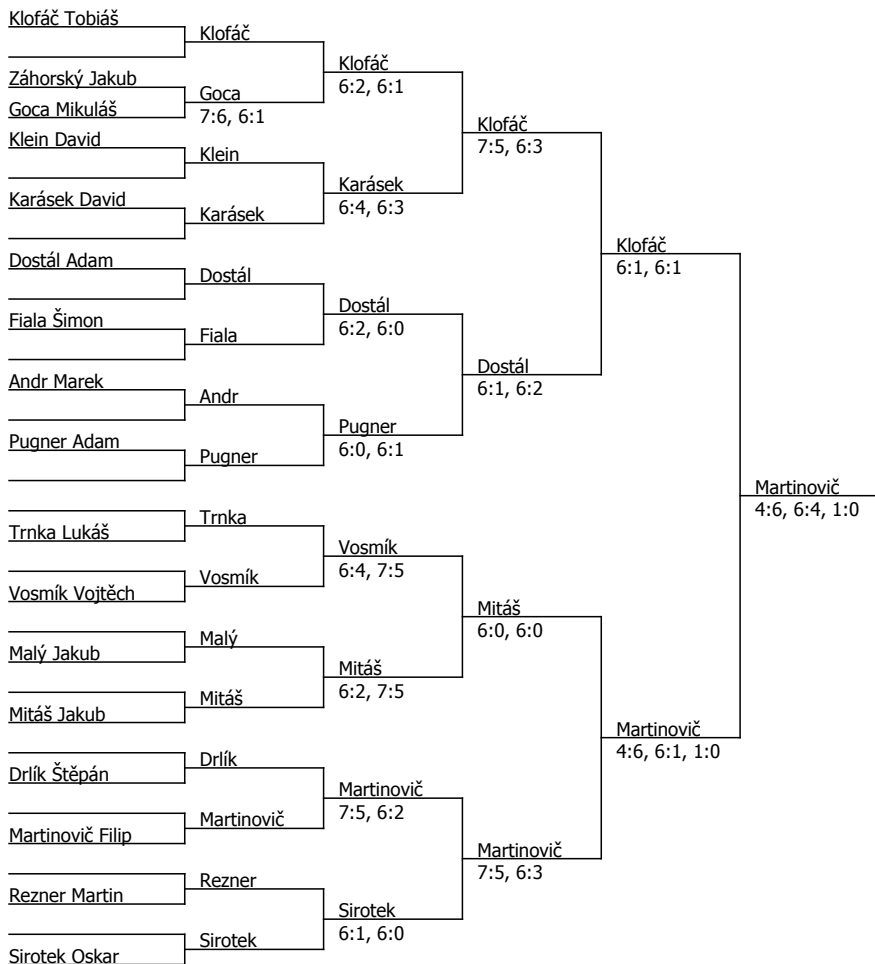 Klofáč Tobiáš
Záhorský Jakub
Goca Mikuláš
Klein David
Karásek David
Dostál Adam
Fiala Šimon
Andr Marek
Pugner Adam
Trnka Lukáš
Vosmík Vojtěch
Malý Jakub
Mitáš Jakub
Drlík Štěpán
Martinovič Filip
Rezner Martin
Sirotek Oskar
Klofáč
Goca
7:6, 6:1
Klein
Karásek
Dostál
Fiala
Andr
Pugner
Trnka
Vosmík
Malý
Mitáš
Drlík
Martinovič
Rezner
Sirotek
Klofáč
6:2, 6:1
Karásek
6:4, 6:3
Dostál
6:2, 6:0
Pugner
6:0, 6:1
Vosmík
6:4, 7:5
Mitáš
6:2, 7:5
Martinovič
7:5, 6:2
Sirotek
6:1, 6:0
Klofáč
7:5, 6:3
Dostál
6:1, 6:2
Mitáš
6:0, 6:0
Martinovič
7:5, 6:3
Klofáč
6:1, 6:1
Martinovič
4:6, 6:1, 1:0
Martinovič
4:6, 6:4, 1:0